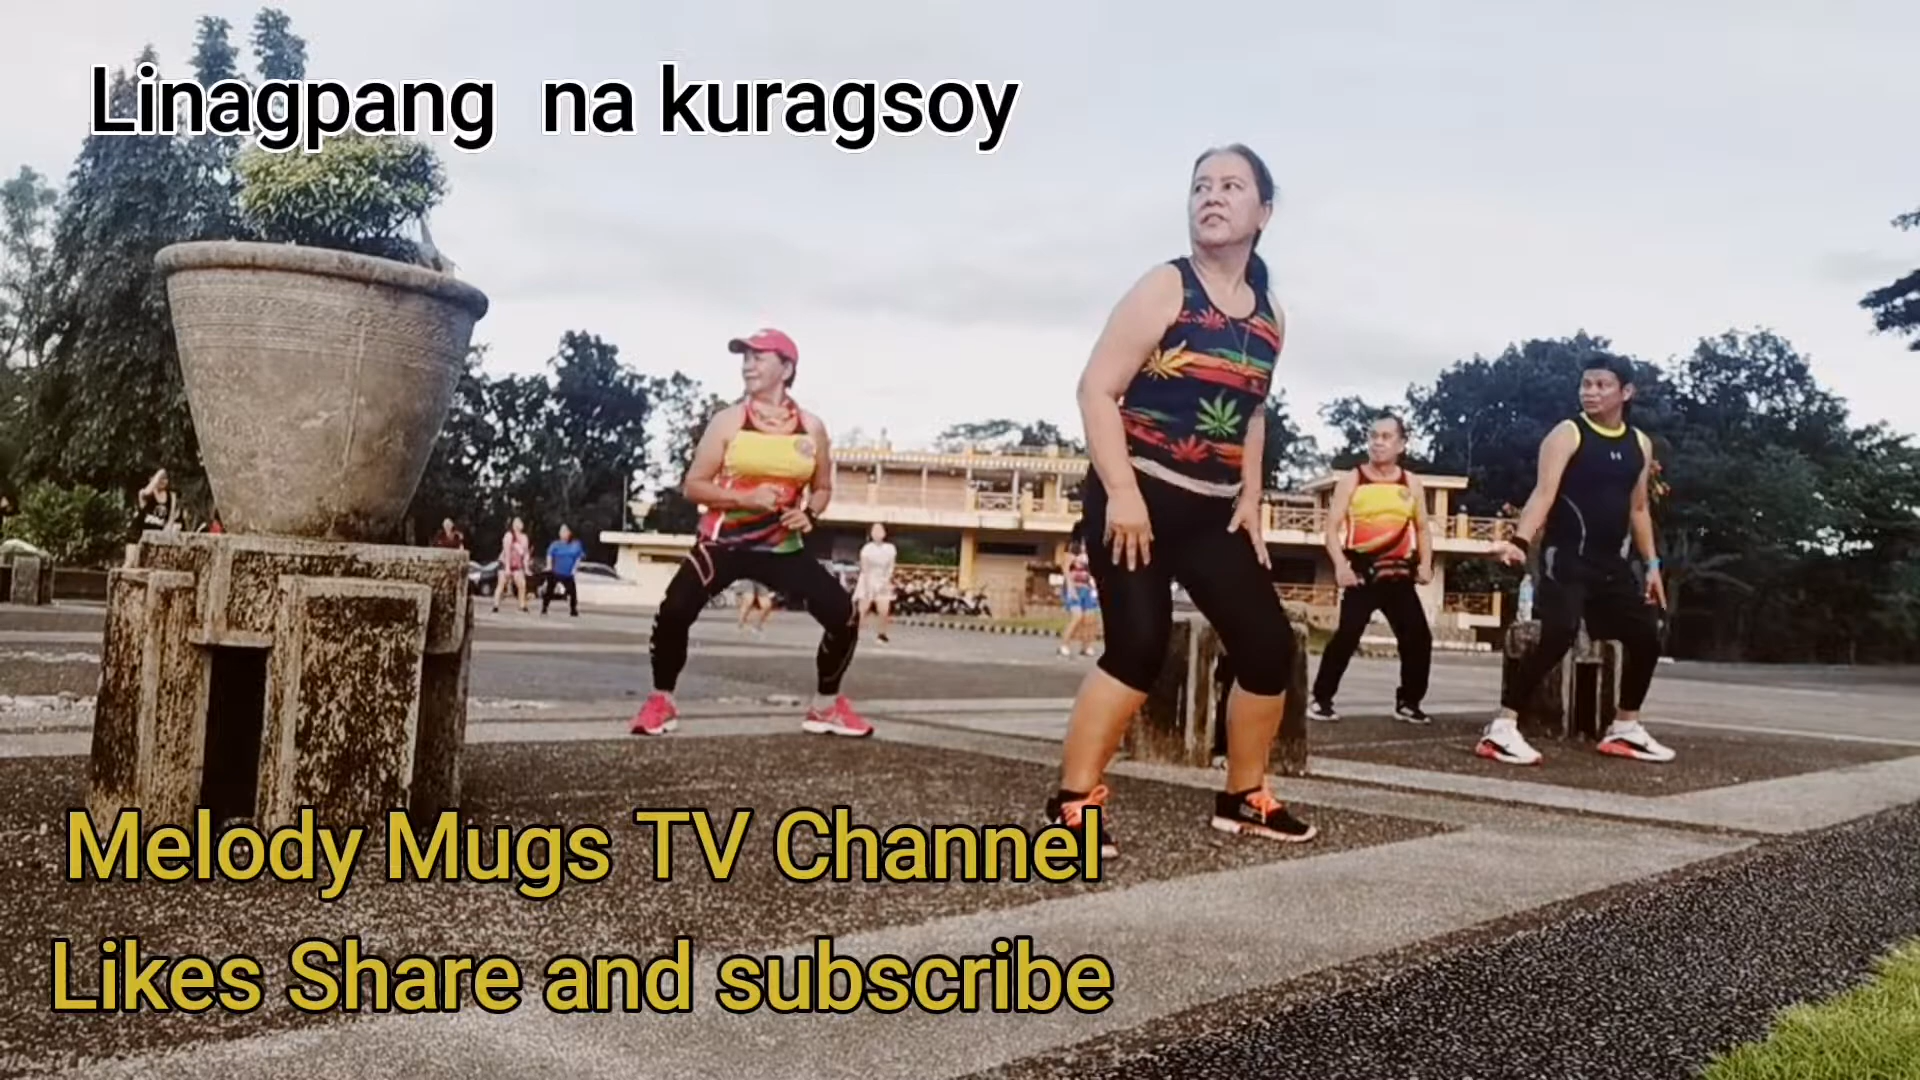 Linagpang na kuragsoy
Melody Mugs TV Channel
Likes Share and subscribe